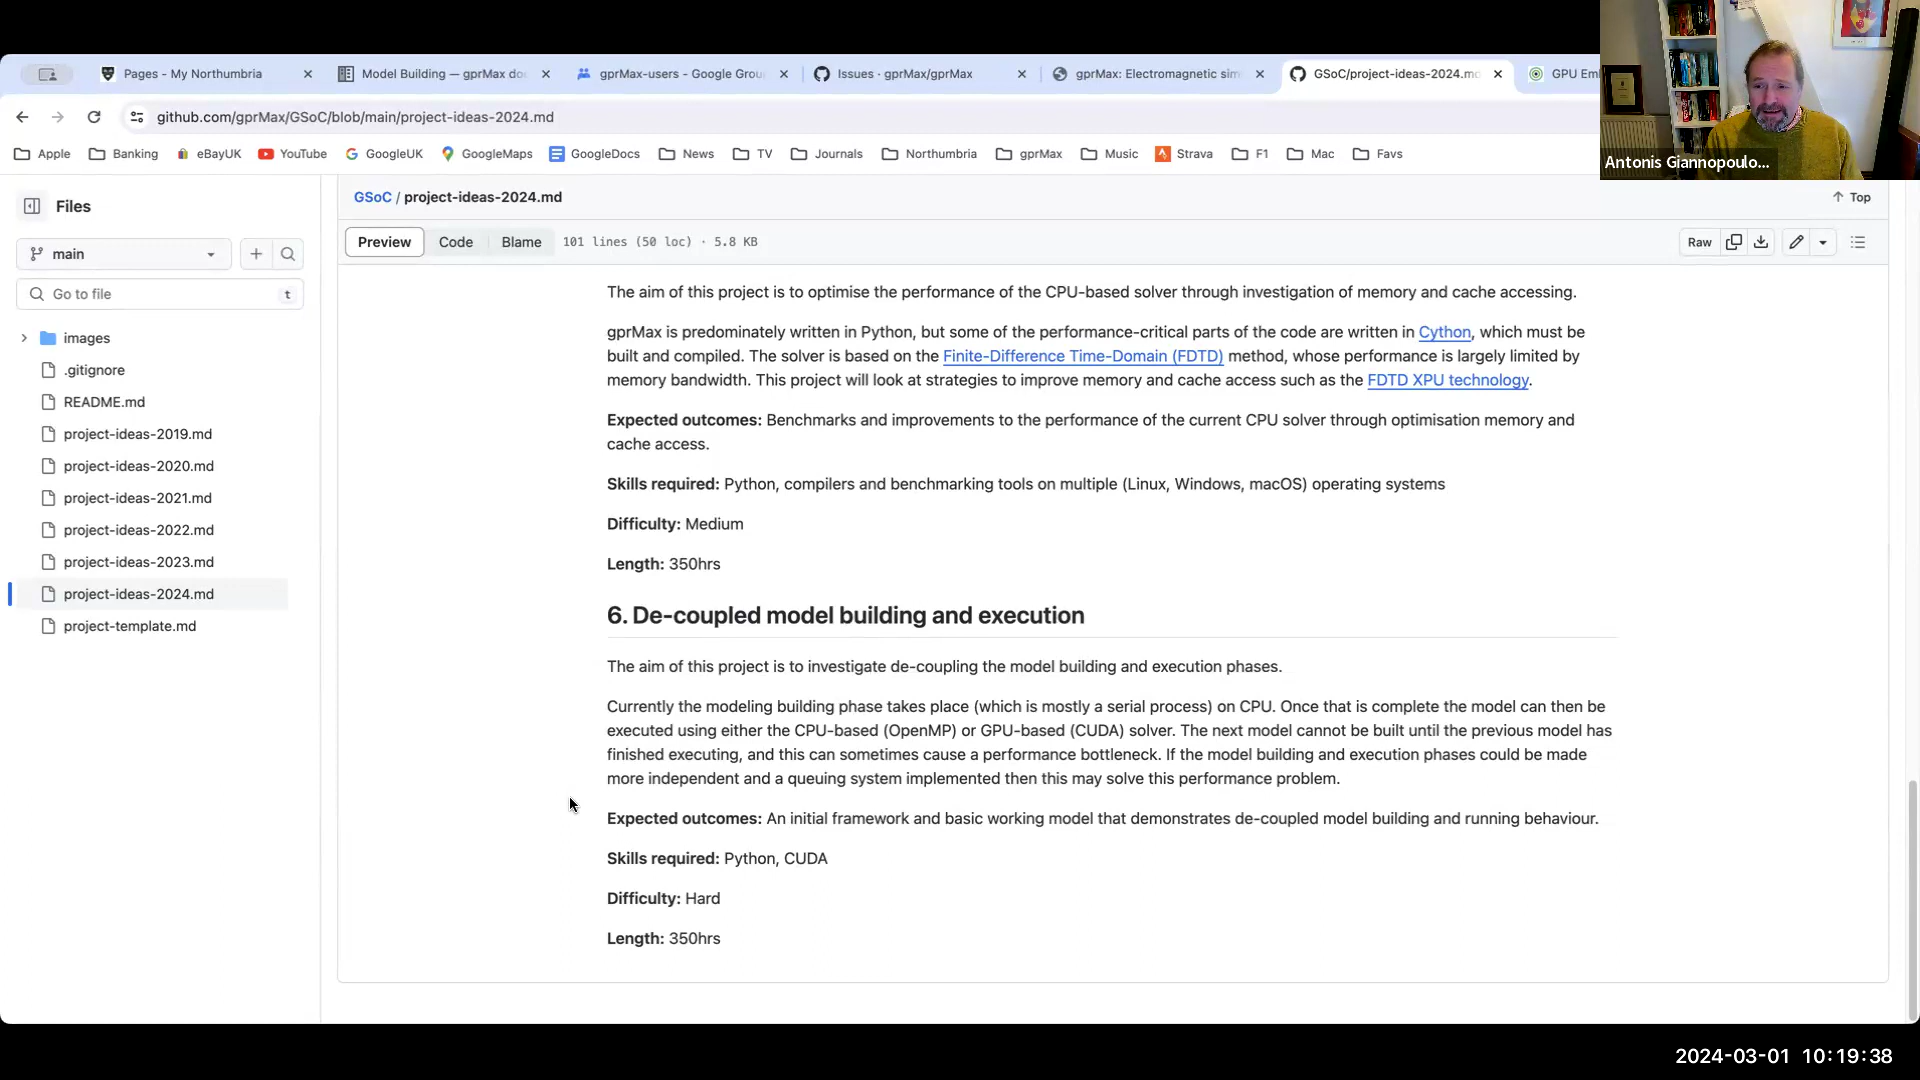 Pages - My Northumbria
Model Building — gprMax do
gprMax-users - Google Grou
Issues · gprMax/gprMax
gprMax: Electromagnetic sim
GSoC/project-ideas-2024.md
GPU Em
github.com/gprMax/GSoC/blob/main/project-ideas-2024.md
Apple
Banking
eBayUK
YouTube
GoogleUK
GoogleMaps
GoogleDocs
News
TV
Journals
Northumbria
gprMax
Music
Strava
F1
Mac
Favs
Antonis Giannopoulo...
Files
main
Go to file
t
images
.gitignore
README.md
project-ideas-2019.md
project-ideas-2020.md
project-ideas-2021.md
project-ideas-2022.md
project-ideas-2023.md
project-ideas-2024.md
project-template.md
GSoC / project-ideas-2024.md
Top
Preview
Code
Blame
101 lines (50 loc) · 5.8 KB
Raw
The aim of this project is to optimise the performance of the CPU-based solver through investigation of memory and cache accessing.
gprMax is predominately written in Python, but some of the performance-critical parts of the code are written in Cython, which must be
built and compiled. The solver is based on the Finite-Difference Time-Domain (FDTD) method, whose performance is largely limited by
memory bandwidth. This project will look at strategies to improve memory and cache access such as the FDTD XPU technology.
Expected outcomes: Benchmarks and improvements to the performance of the current CPU solver through optimisation memory and
cache access.
Skills required: Python, compilers and benchmarking tools on multiple (Linux, Windows, macOS) operating systems
Difficulty: Medium
Length: 350hrs
6. De-coupled model building and execution
The aim of this project is to investigate de-coupling the model building and execution phases.
Currently the modeling building phase takes place (which is mostly a serial process) on CPU. Once that is complete the model can then be
executed using either the CPU-based (OpenMP) or GPU-based (CUDA) solver. The next model cannot be built until the previous model has
finished executing, and this can sometimes cause a performance bottleneck. If the model building and execution phases could be made
more independent and a queuing system implemented then this may solve this performance problem.
Expected outcomes: An initial framework and basic working model that demonstrates de-coupled model building and running behaviour.
Skills required: Python, CUDA
Difficulty: Hard
Length: 350hrs
2024-03-01 10:19:38